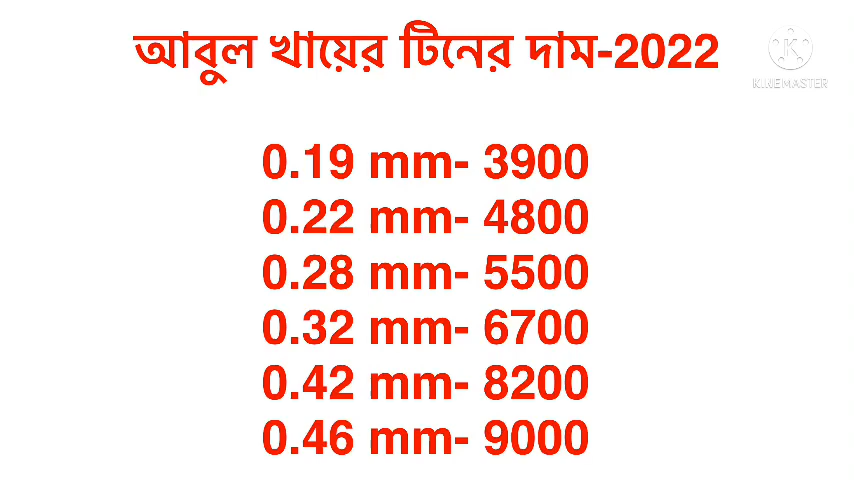 আবুল খায়ের টিনের দাম-2022
KINEMASTER
0.19 mm- 3900
0.22 mm- 4800
0.28 mm- 5500
0.32 mm- 6700
0.42 mm- 8200
0.46 mm- 9000